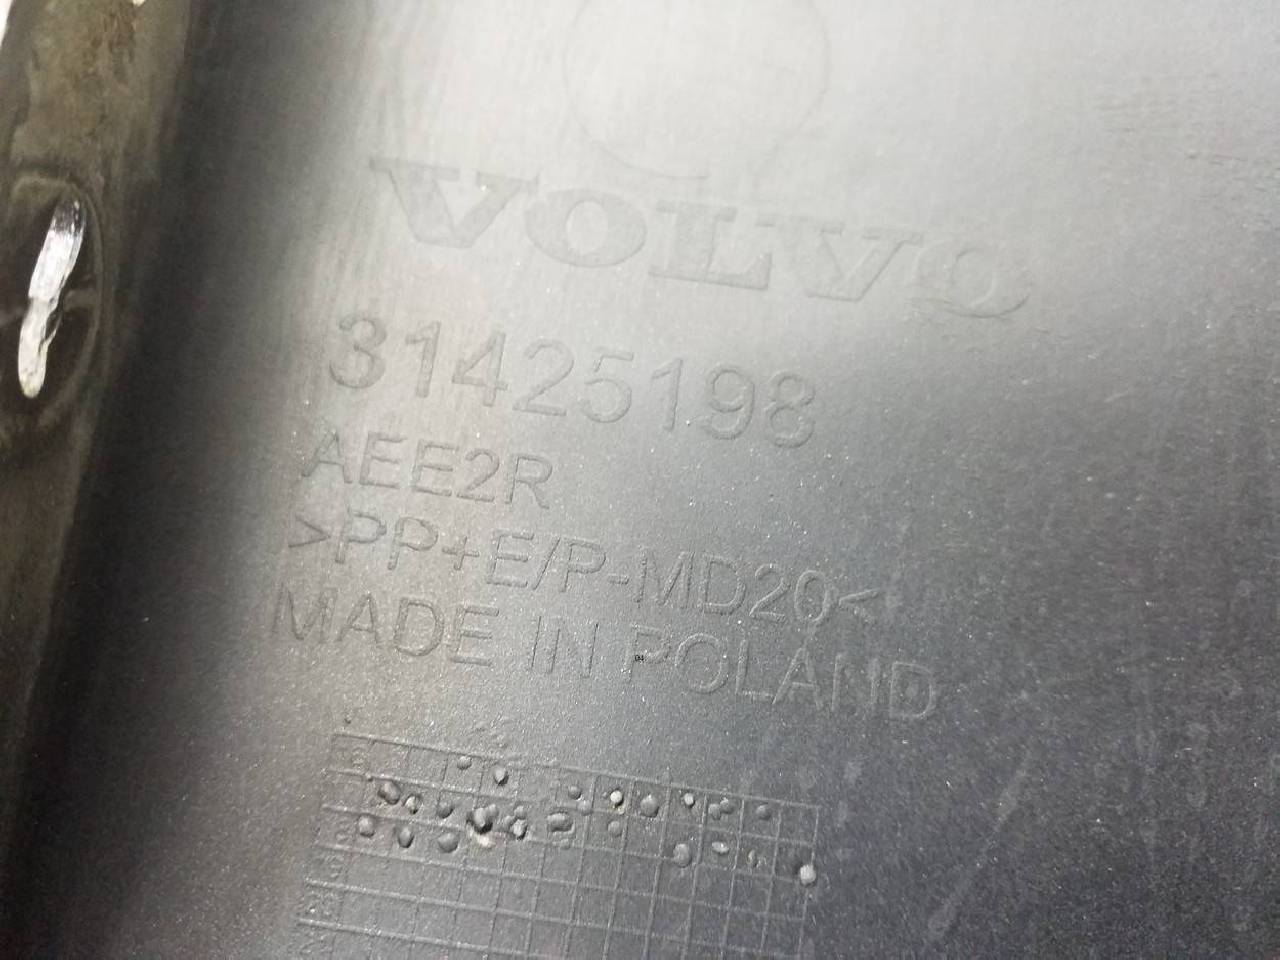 VOLVO
31425198
AEE2R
>PP+E/P-MD20<
MADE IN POLAND